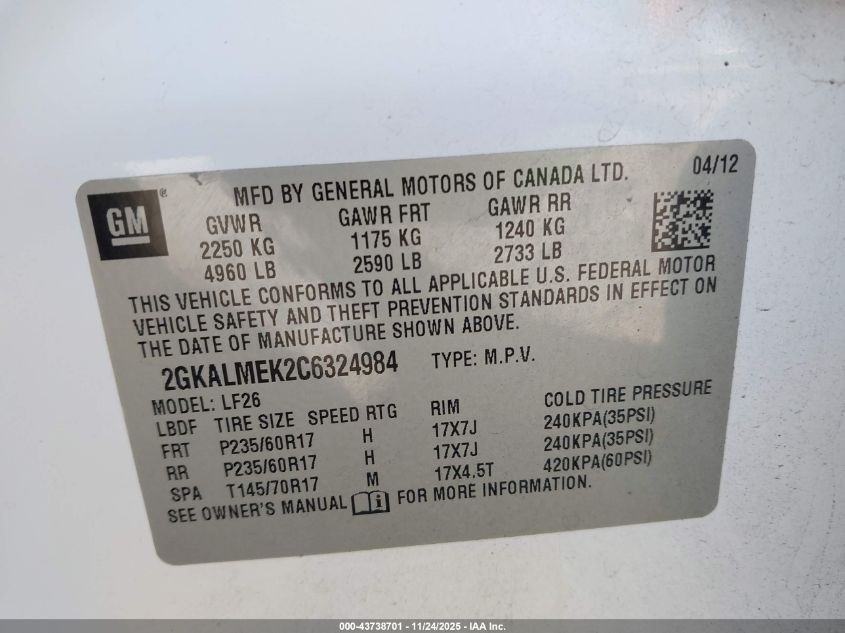 GM®
MFD BY GENERAL MOTORS OF CANADA LTD.
04/12
GVWR GAWR FRT GAWR RR
2250 KG 1175 KG 1240 KG
4960 LB 2590 LB 2733 LB
THIS VEHICLE CONFORMS TO ALL APPLICABLE U.S. FEDERAL MOTOR
VEHICLE SAFETY AND THEFT PREVENTION STANDARDS IN EFFECT ON
THE DATE OF MANUFACTURE SHOWN ABOVE.
2GKALMEK2C6324984 TYPE: M.P.V.
MODEL: LF26
LBDF TIRE SIZE SPEED RTG RIM COLD TIRE PRESSURE
FRT P235/60R17 H 17X7J 240KPA(35PSI)
RR P235/60R17 H 17X7J 240KPA(35PSI)
SPA T145/70R17 M 17X4.5T 420KPA(60PSI)
SEE OWNER'S MANUAL FOR MORE INFORMATION.
000-43738701 - 11/24/2025 - IAA Inc.